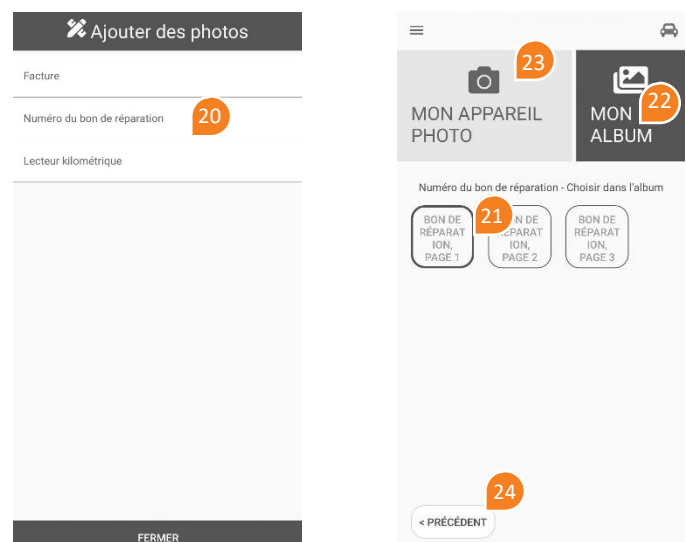 Ajouter des photos
Facture
Numéro du bon de réparation
20
Lecteur kilométrique
FERMER
23
22
MON APPAREIL
PHOTO
MON
ALBUM
Numéro du bon de réparation - Choisir dans l'album
21
BON DE
RÉPARAT
ION,
PAGE 1
N DE
PARAT
ION,
PAGE 2
BON DE
RÉPARAT
ION,
PAGE 3
24
< PRÉCÉDENT